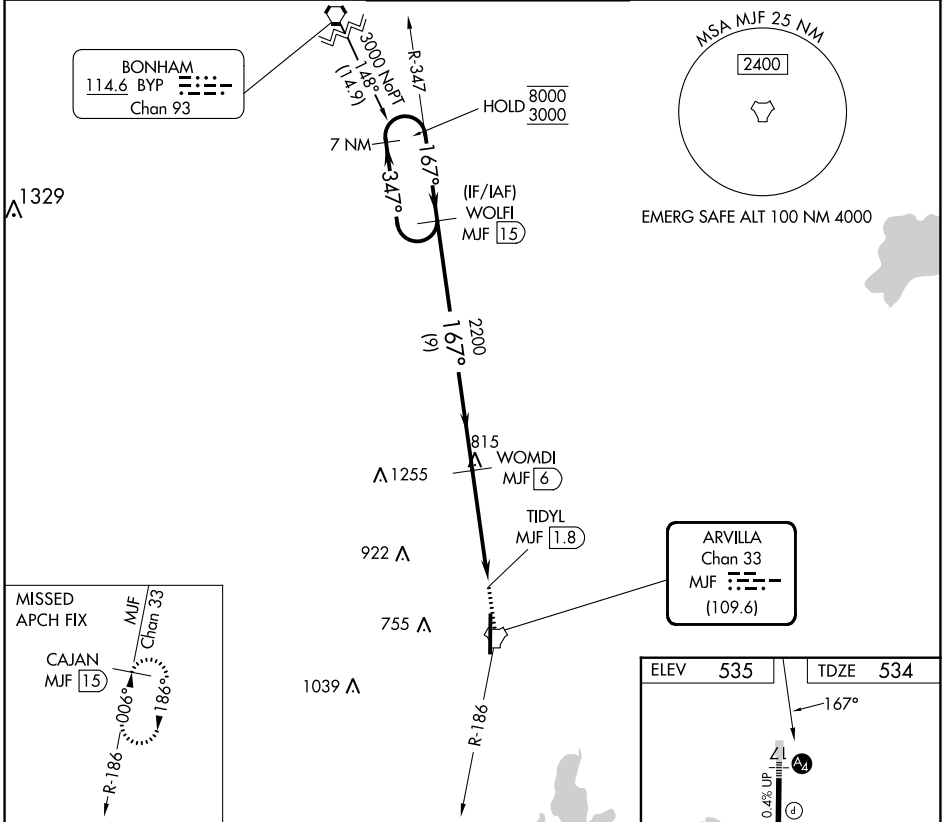 BONHAM
114.6 BYP
Chan 93
3000 NoPT
148°
(14.9)
R-347
HOLD 8000
3000
7 NM
347°
167°
(IF/IAF)
WOLFI
MJF 15
MSA MJF 25 NM
2400
EMERG SAFE ALT 100 NM 4000
1329
2200
167°
(9)
815
WOMDI
MJF 6
1255
TIDYL
MJF 1.8
922
ARVILLA
Chan 33
MJF
(109.6)
755
1039
R-186
MISSED
APCH FIX
MJF
Chan 33
CAJAN
MJF 15
006°
186°
R-186
ELEV 535
TDZE 534
167°
17
A4
0.4% UP
P